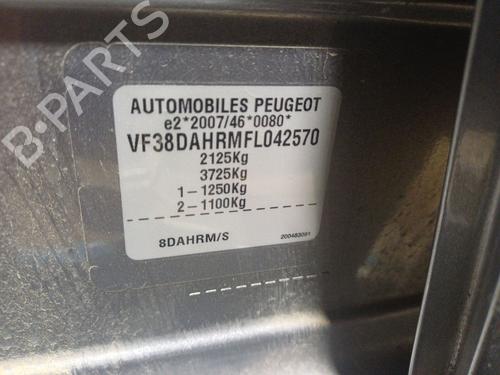 B-PARTS
AUTOMOBILES PEUGEOT
e2*2007/46*0080*
VF38DAHRMFL042570
2125Kg
3725Kg
1-1250Kg
2-1100Kg
8DAHRM/S 200483091